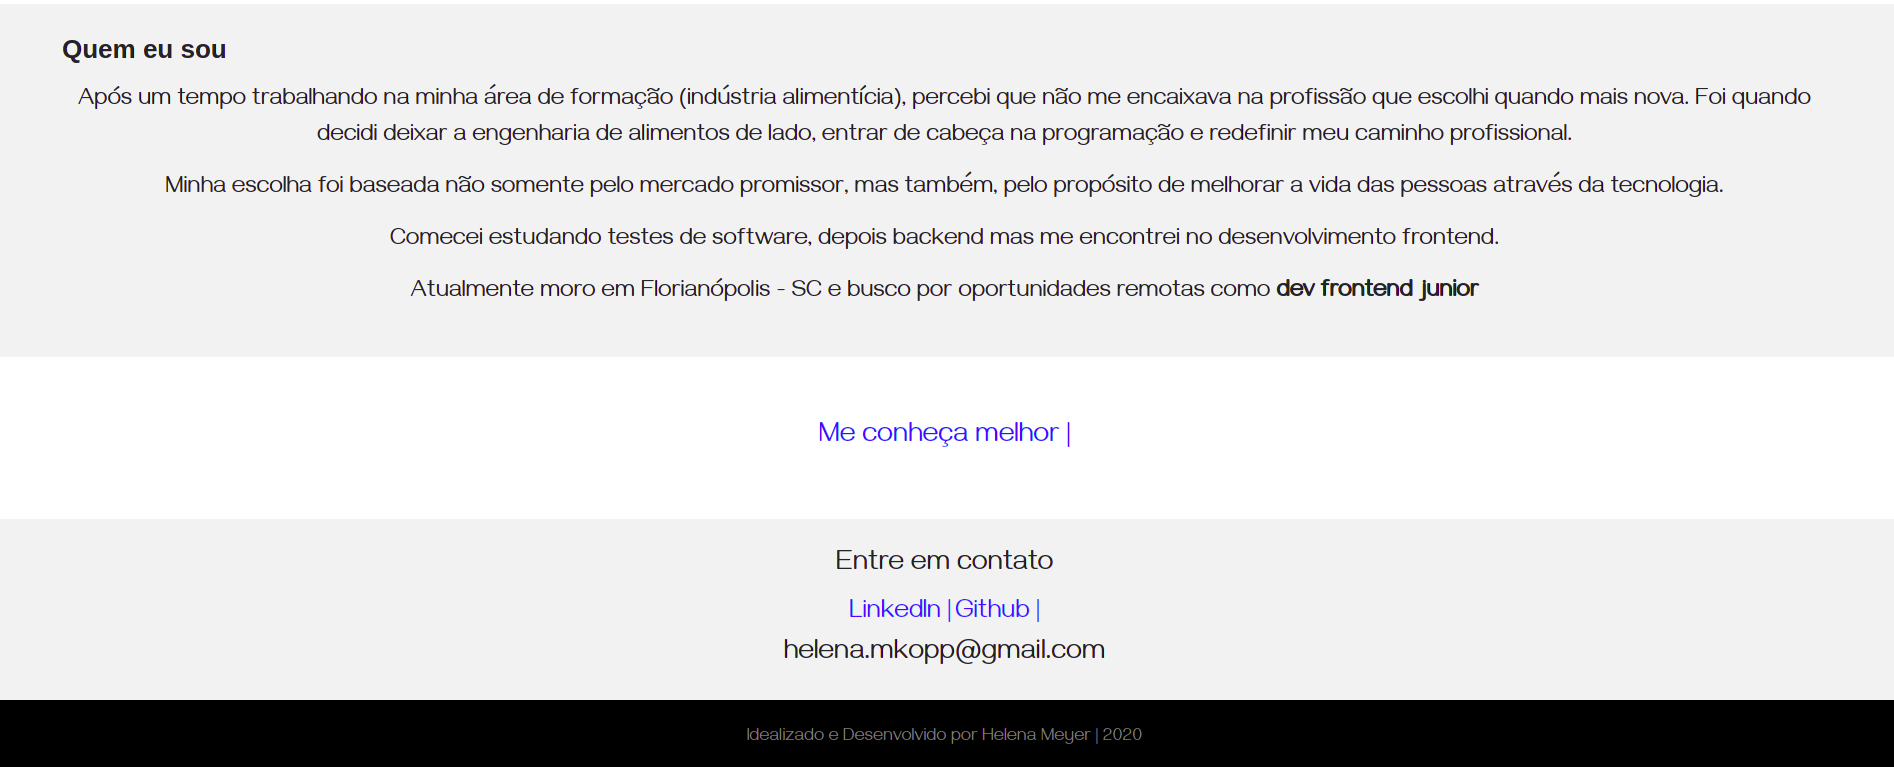 Quem eu sou
Após um tempo trabalhando na minha área de formação (indústria alimentícia), percebi que não me encaixava na profissão que escolhi quando mais nova. Foi quando
decidi deixar a engenharia de alimentos de lado, entrar de cabeça na programação e redefinir meu caminho profissional.
Minha escolha foi baseada não somente pelo mercado promissor, mas também, pelo propósito de melhorar a vida das pessoas através da tecnologia.
Comecei estudando testes de software, depois backend mas me encontrei no desenvolvimento frontend.
Atualmente moro em Florianópolis - SC e busco por oportunidades remotas como dev frontend junior
Me conheça melhor |
Entre em contato
LinkedIn | Github |
helena.mkopp@gmail.com
Idealizado e Desenvolvido por Helena Meyer | 2020